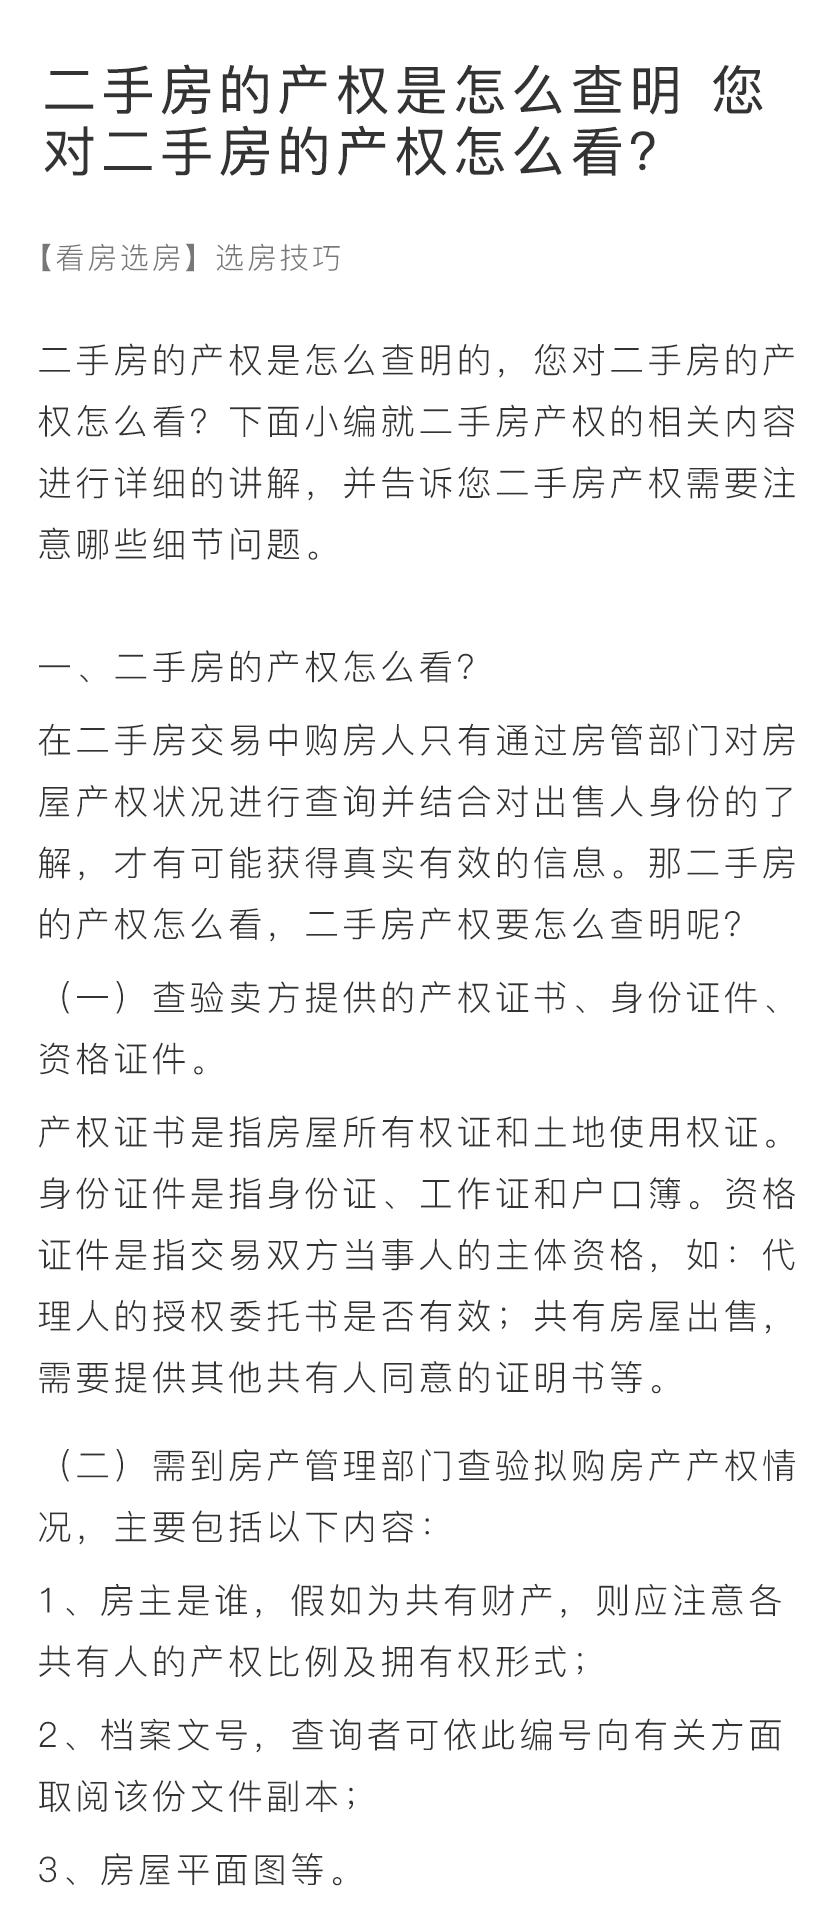 二手房的产权是怎么查明 您
对二手房的产权怎么看？
【看房选房】选房技巧
二手房的产权是怎么查明的，您对二手房的产
权怎么看？下面小编就二手房产权的相关内容
进行详细的讲解，并告诉您二手房产权需要注
意哪些细节问题。
一、二手房的产权怎么看？
在二手房交易中购房人只有通过房管部门对房
屋产权状况进行查询并结合对出售人身份的了
解，才有可能获得真实有效的信息。那二手房
的产权怎么看，二手房产权要怎么查明呢？
（一）查验卖方提供的产权证书、身份证件、
资格证件。
产权证书是指房屋所有权证和土地使用权证。
身份证件是指身份证、工作证和户口簿。资格
证件是指交易双方当事人的主体资格，如：代
理人的授权委托书是否有效；共有房屋出售，
需要提供其他共有人同意的证明书等。
（二）需到房产管理部门查验拟购房产产权情
况，主要包括以下内容：
1、房主是谁，假如为共有财产，则应注意各
共有人的产权比例及拥有权形式；
2、档案文号，查询者可依此编号向有关方面
取阅该份文件副本；
3、房屋平面图等。